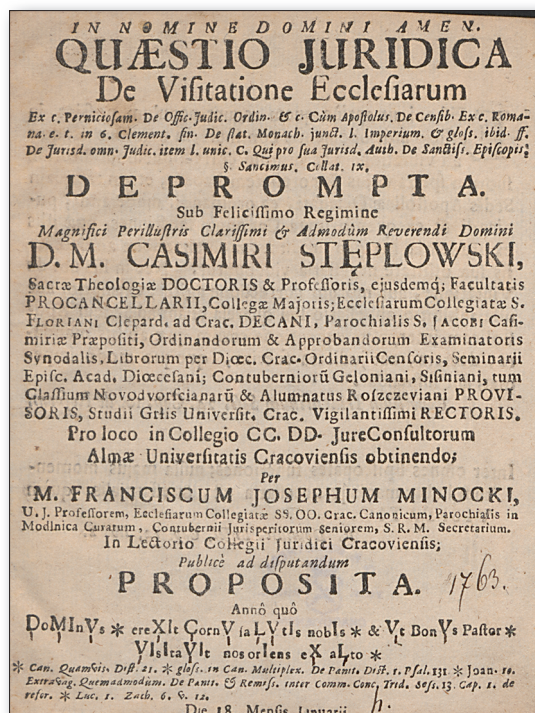 IN NOMINE DOMINI AMEN.
QUÆSTIO JURIDICA
De Viſitatione Eccleſiarum
Ex c. Pernicioſam. De Offic. Judic. Ordin. & c. Cùm Apoſtolus. De Cenſib. Ex c. Roma-
na e. t. in 6. Clement. fin. De ſtat. Monach. junct. l. Imperium. & gloſſ. ibid. ff.
De Jurisd. omn. Judic. item l. unic. C. Qui pro ſua Jurisd. Auth. De Sanctiſſ. Epiſcopis;
§. Sancimus. Collat. ix.
DEPROMPTA.
Sub Feliciſſimo Regimine
Magnifici Perilluſtris Clariſſimi & Admodùm Reverendi Domini
D. M. CASIMIRI STĘPLOWSKI,
Sacræ Theologiæ DOCTORIS & Profeſſoris, ejusdemq; Facultatis
PROCANCELLARII, Collegæ Majoris; Eccleſiarum Collegiatæ S.
FLORIANI Clepard. ad Crac. DECANI, Parochialis S. JACOBI Caſi-
miriæ Præpoſiti, Ordinandorum & Approbandorum Examinatoris
Synodalis, Librorum per Diœc. Crac. Ordinarii Cenſoris, Seminarii
Epiſc. Acad. Diœceſani; Contuberniorũ Geloniani, Siſiniani, tum
Claſſium Novodvorſcianarũ & Alumnatus Roſzczeviani PROVI-
SORIS, Studii Gr̃lis Univerſit. Crac. Vigilantiſſimi RECTORIS.
Pro loco in Collegio CC. DD. JureConſultorum
Almæ Univerſitatis Cracovienſis obtinendo;
Per
M. FRANCISCUM JOSEPHUM MINOCKI,
U. J. Profeſſorem, Eccleſiarum Collegiatæ SS. OO. Crac. Canonicum, Parochialis in
Modlnica Curatum, Contubernii Jurisperitorum Seniorem, S. R. M. Secretarium.
In Lectorio Collegii Juridici Cracovienſis;
Publicè ad diſputandum
PROPOSITA. 1763.
Annô quô
DoMInVs * ereXIt CornV ſaLVtIs nobIs * & Vt BonVs Paſtor *
VIsItaVIt nos orIens eX aLto *
* Can. Quamvis. Diſt. 21. * gloſſ. in Can. Multiplex. De Pœnit. Diſt. 1. Pſal. 131 * Joan. 10.
Extravag. Quemadmodum. De Pœnit. & Remiſſ. inter Comm. Conc. Trid. Seſſ. 13. Cap. 1. de
refor. * Luc. 1. Zach. 6. v. 12.
Die 18. Menſis Januarii h.